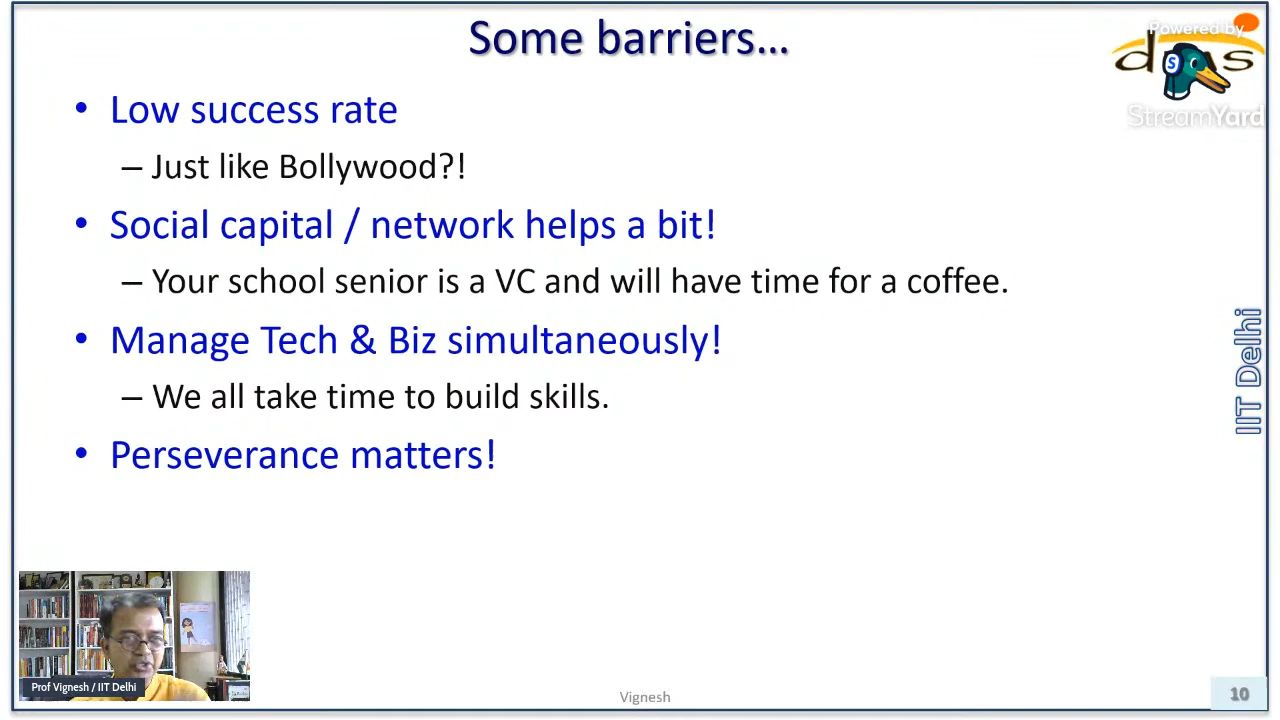 Some barriers...
Powered by
das
S
StreamYard
• Low success rate
– Just like Bollywood?!
• Social capital / network helps a bit!
– Your school senior is a VC and will have time for a coffee.
• Manage Tech & Biz simultaneously!
– We all take time to build skills.
• Perseverance matters!
IIT Delhi
Prof Vignesh / IIT Delhi
Vignesh
10